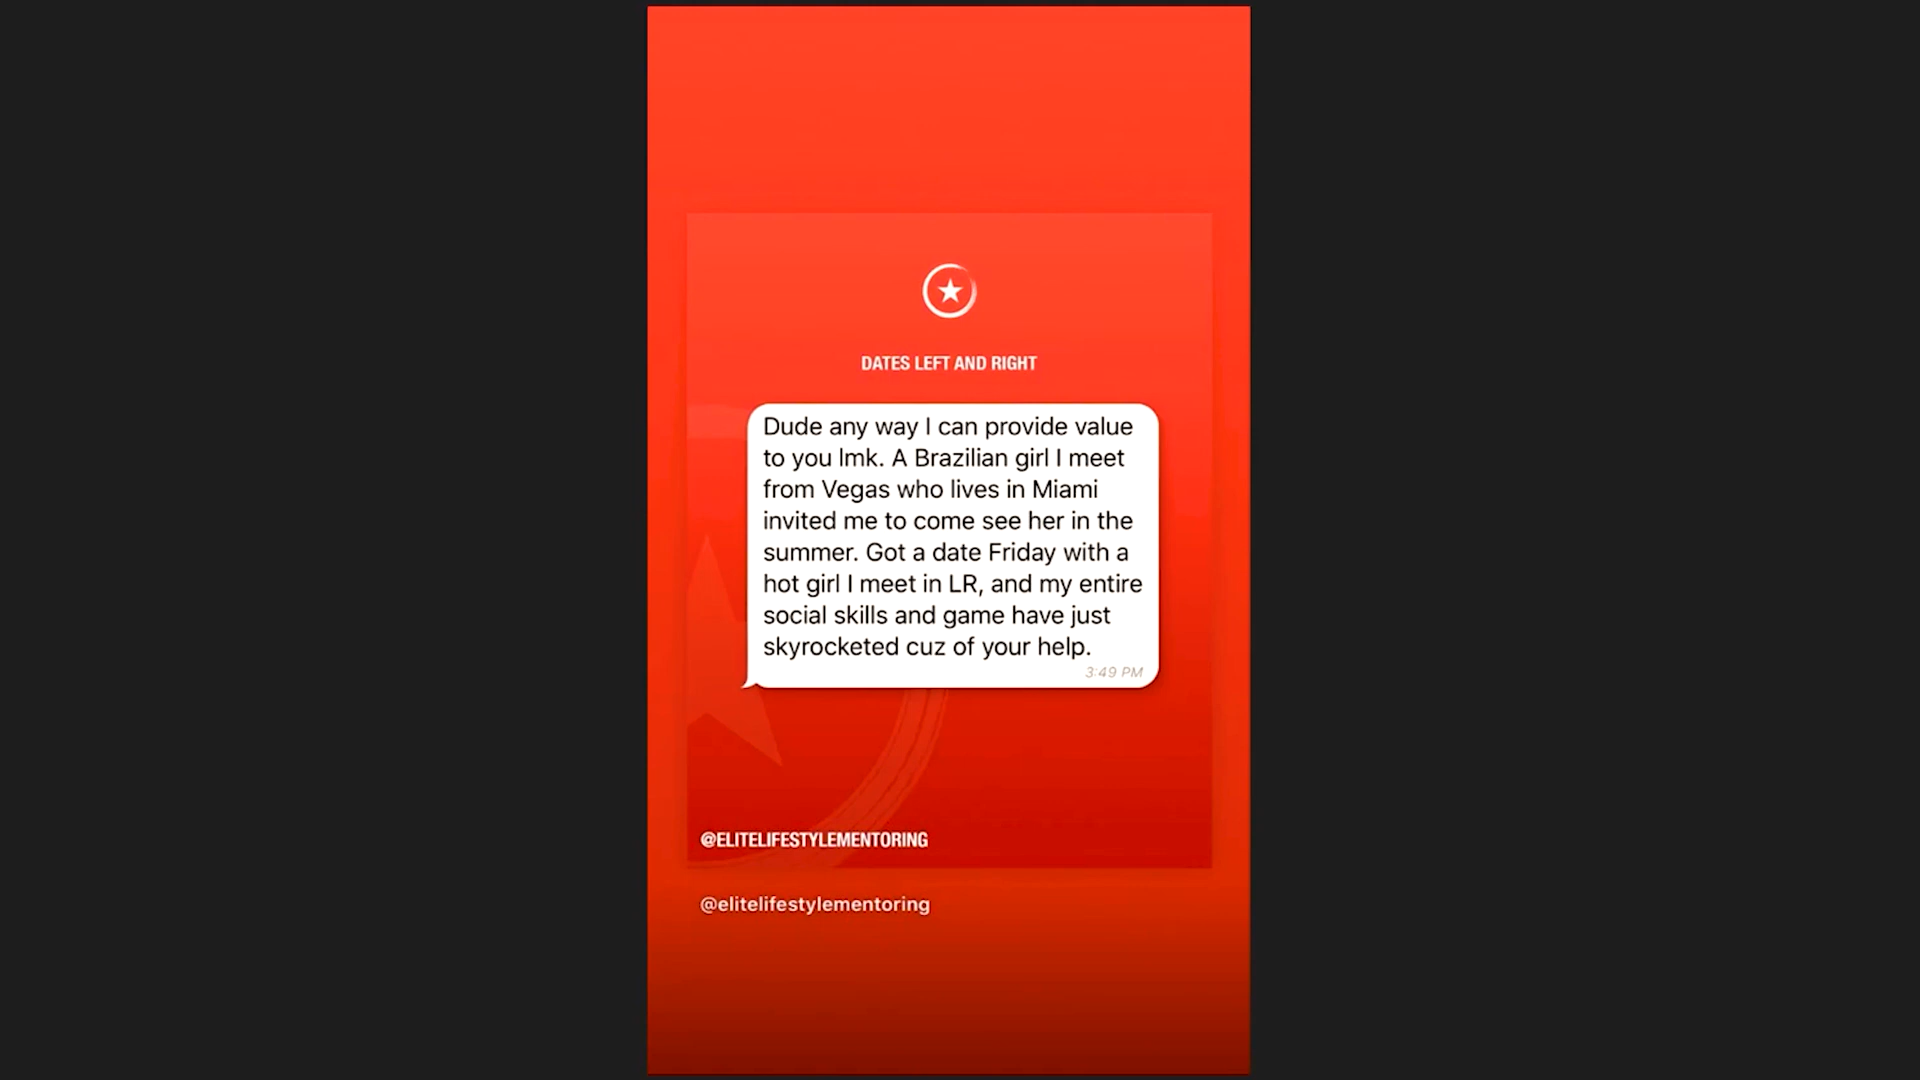 DATES LEFT AND RIGHT
Dude any way I can provide value
to you lmk. A Brazilian girl I meet
from Vegas who lives in Miami
invited me to come see her in the
summer. Got a date Friday with a
hot girl I meet in LR, and my entire
social skills and game have just
skyrocketed cuz of your help.
3:49 PM
@ELITELIFESTYLEMENTORING
@elitelifestylementoring